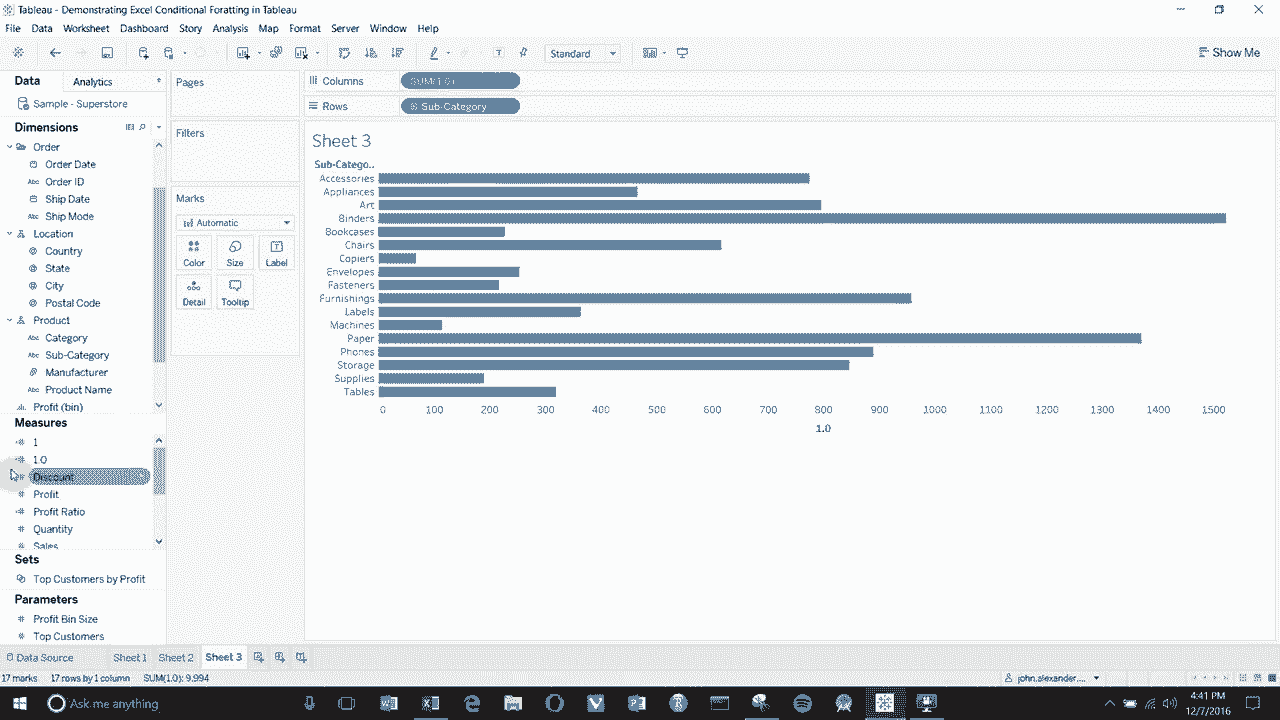 Tableau - Demonstrating Excel Conditional Foratting in Tableau
File Data Worksheet Dashboard Story Analysis Map Format Server Window Help
Standard
Show Me
Data Analytics
Sample - Superstore
Dimensions
Order
Order Date
Abc Order ID
Ship Date
Abc Ship Mode
Location
Country
State
City
Postal Code
Product
Abc Category
Abc Sub-Category
Manufacturer
Abc Product Name
Profit (bin)
Measures
1
1.0
Discount
Profit
Profit Ratio
Quantity
Sales
Sets
Top Customers by Profit
Parameters
Profit Bin Size
Top Customers
Pages
Filters
Marks
Automatic
Color Size Label
Detail Tooltip
Columns SUM(1.0)
Rows Sub-Category
Sheet 3
Sub-Catego..
Accessories
Appliances
Art
Binders
Bookcases
Chairs
Copiers
Envelopes
Fasteners
Furnishings
Labels
Machines
Paper
Phones
Storage
Supplies
Tables
0 100 200 300 400 500 600 700 800 900 1000 1100 1200 1300 1400 1500
1.0
Data Source Sheet 1 Sheet 2 Sheet 3
17 marks 17 rows by 1 column SUM(1.0): 9,994
john.alexander....
Ask me anything
4:41 PM
12/7/2016